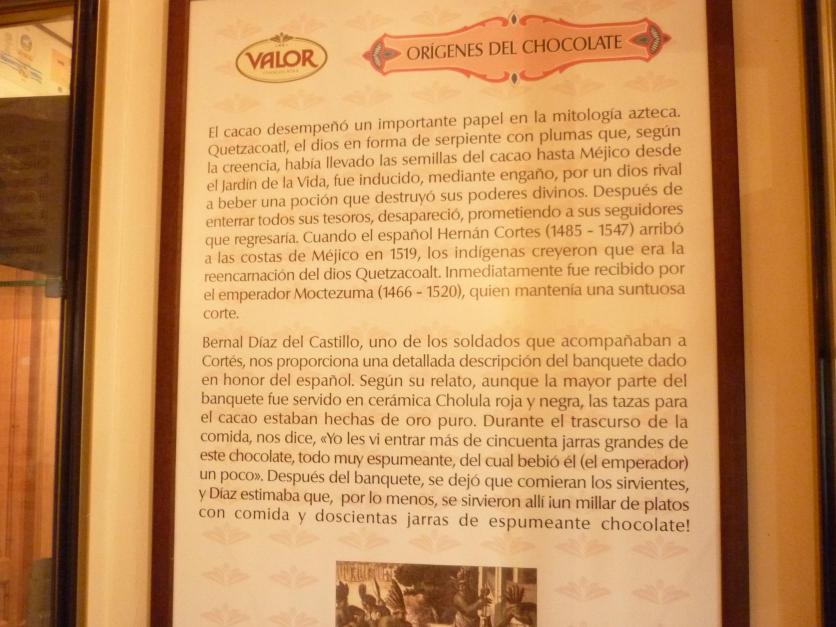 VALOR
ORÍGENES DEL CHOCOLATE
El cacao desempeñó un importante papel en la mitología azteca.
Quetzacoatl, el dios en forma de serpiente con plumas que, según
la creencia, había llevado las semillas del cacao hasta Méjico desde
el Jardín de la Vida, fue inducido, mediante engaño, por un dios rival
a beber una poción que destruyó sus poderes divinos. Después de
enterrar todos sus tesoros, desapareció, prometiendo a sus seguidores
que regresaría. Cuando el español Hernán Cortes (1485 - 1547) arribó
a las costas de Méjico en 1519, los indígenas creyeron que era la
reencarnación del dios Quetzacoalt. Inmediatamente fue recibido por
el emperador Moctezuma (1466 - 1520), quien mantenía una suntuosa
corte.
Bernal Díaz del Castillo, uno de los soldados que acompañaban a
Cortés, nos proporciona una detallada descripción del banquete dado
en honor del español. Según su relato, aunque la mayor parte del
banquete fue servido en cerámica Cholula roja y negra, las tazas para
el cacao estaban hechas de oro puro. Durante el trascurso de la
comida, nos dice, «Yo les vi entrar más de cincuenta jarras grandes de
este chocolate, todo muy espumeante, del cual bebió él (el emperador)
un poco». Después del banquete, se dejó que comieran los sirvientes,
y Díaz estimaba que, por lo menos, se sirvieron allí ¡un millar de platos
con comida y doscientas jarras de espumeante chocolate!